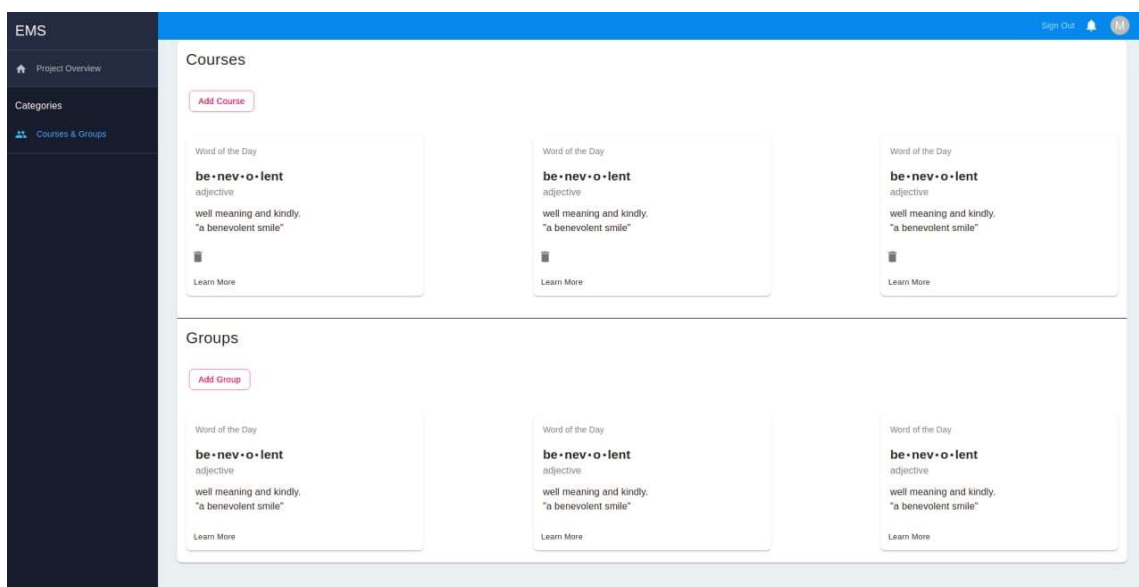 EMS
Sign Out
M
Project Overview
Categories
Courses & Groups
Courses
Add Course
Word of the Day
be•nev•o•lent
adjective
well meaning and kindly.
"a benevolent smile"
Learn More
Word of the Day
be•nev•o•lent
adjective
well meaning and kindly.
"a benevolent smile"
Learn More
Word of the Day
be•nev•o•lent
adjective
well meaning and kindly.
"a benevolent smile"
Learn More
Groups
Add Group
Word of the Day
be•nev•o•lent
adjective
well meaning and kindly.
"a benevolent smile"
Learn More
Word of the Day
be•nev•o•lent
adjective
well meaning and kindly.
"a benevolent smile"
Learn More
Word of the Day
be•nev•o•lent
adjective
well meaning and kindly.
"a benevolent smile"
Learn More